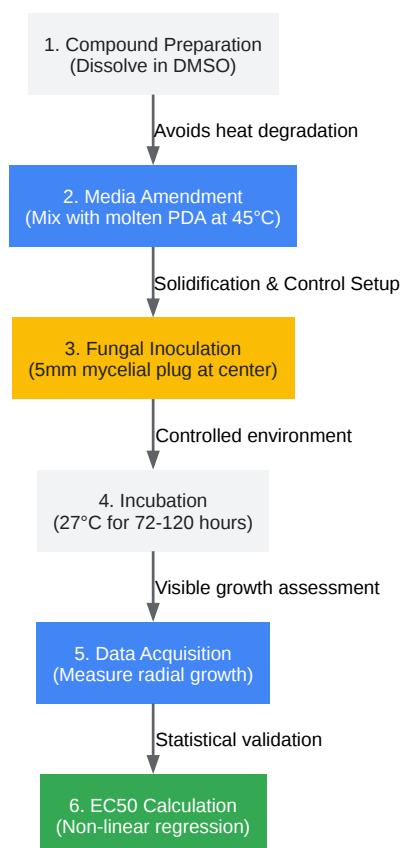 1. Compound Preparation
(Dissolve in DMSO)
Avoids heat degradation
2. Media Amendment
(Mix with molten PDA at 45°C)
Solidification & Control Setup
3. Fungal Inoculation
(5mm mycelial plug at center)
Controlled environment
4. Incubation
(27°C for 72-120 hours)
Visible growth assessment
5. Data Acquisition
(Measure radial growth)
Statistical validation
6. EC50 Calculation
(Non-linear regression)